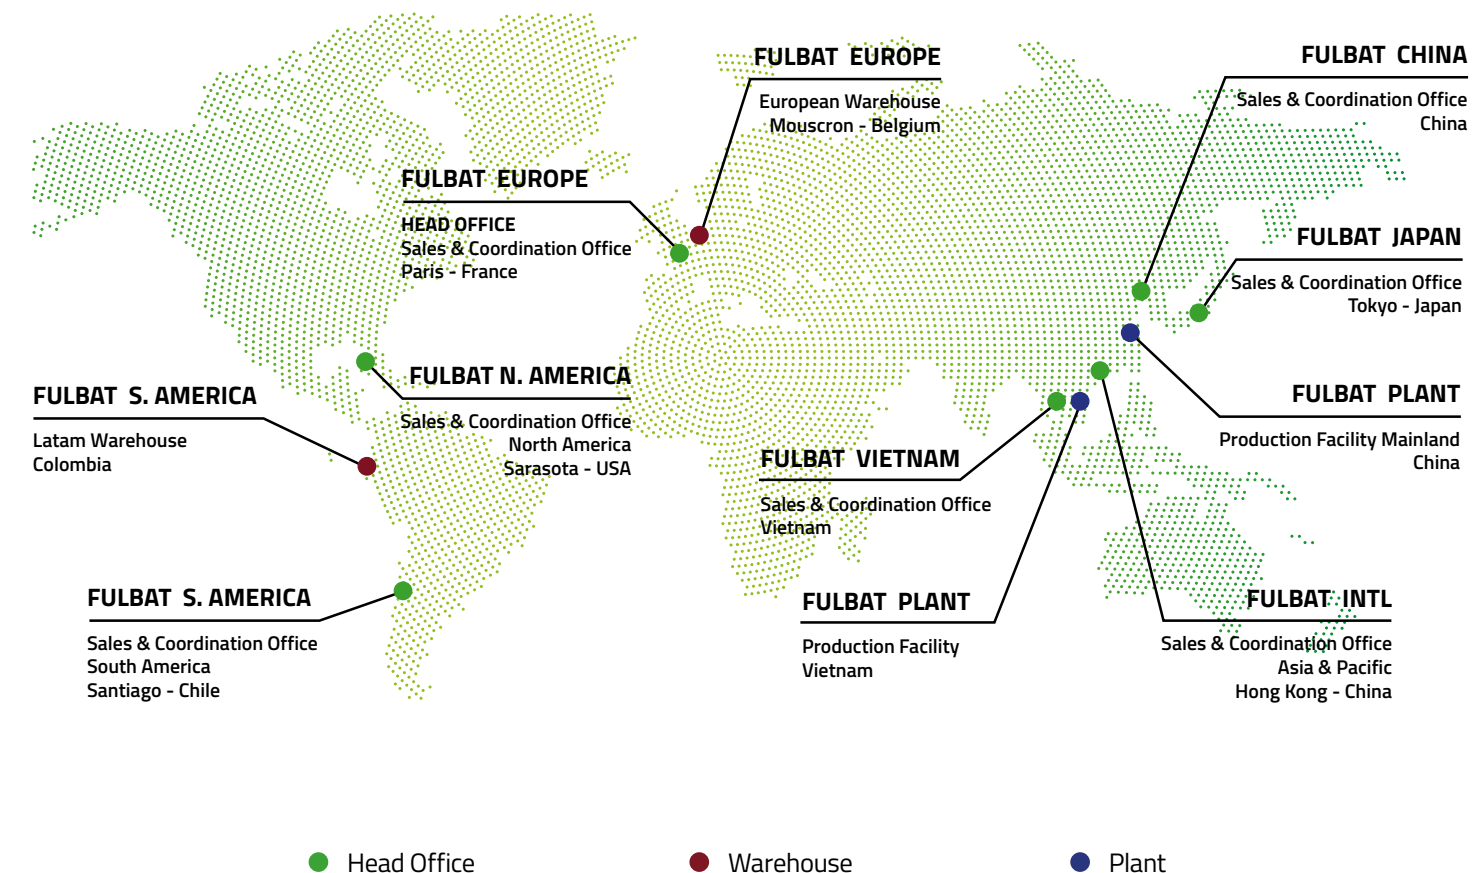 FULBAT EUROPE
European Warehouse
Mouscron - Belgium
FULBAT CHINA
Sales & Coordination Office
China
FULBAT EUROPE
HEAD OFFICE
Sales & Coordination Office
Paris - France
FULBAT JAPAN
Sales & Coordination Office
Tokyo - Japan
FULBAT N. AMERICA
Sales & Coordination Office
North America
Sarasota - USA
FULBAT S. AMERICA
Latam Warehouse
Colombia
FULBAT PLANT
Production Facility Mainland
China
FULBAT VIETNAM
Sales & Coordination Office
Vietnam
FULBAT S. AMERICA
Sales & Coordination Office
South America
Santiago - Chile
FULBAT PLANT
Production Facility
Vietnam
FULBAT INTL
Sales & Coordination Office
Asia & Pacific
Hong Kong - China
Head Office
Warehouse
Plant